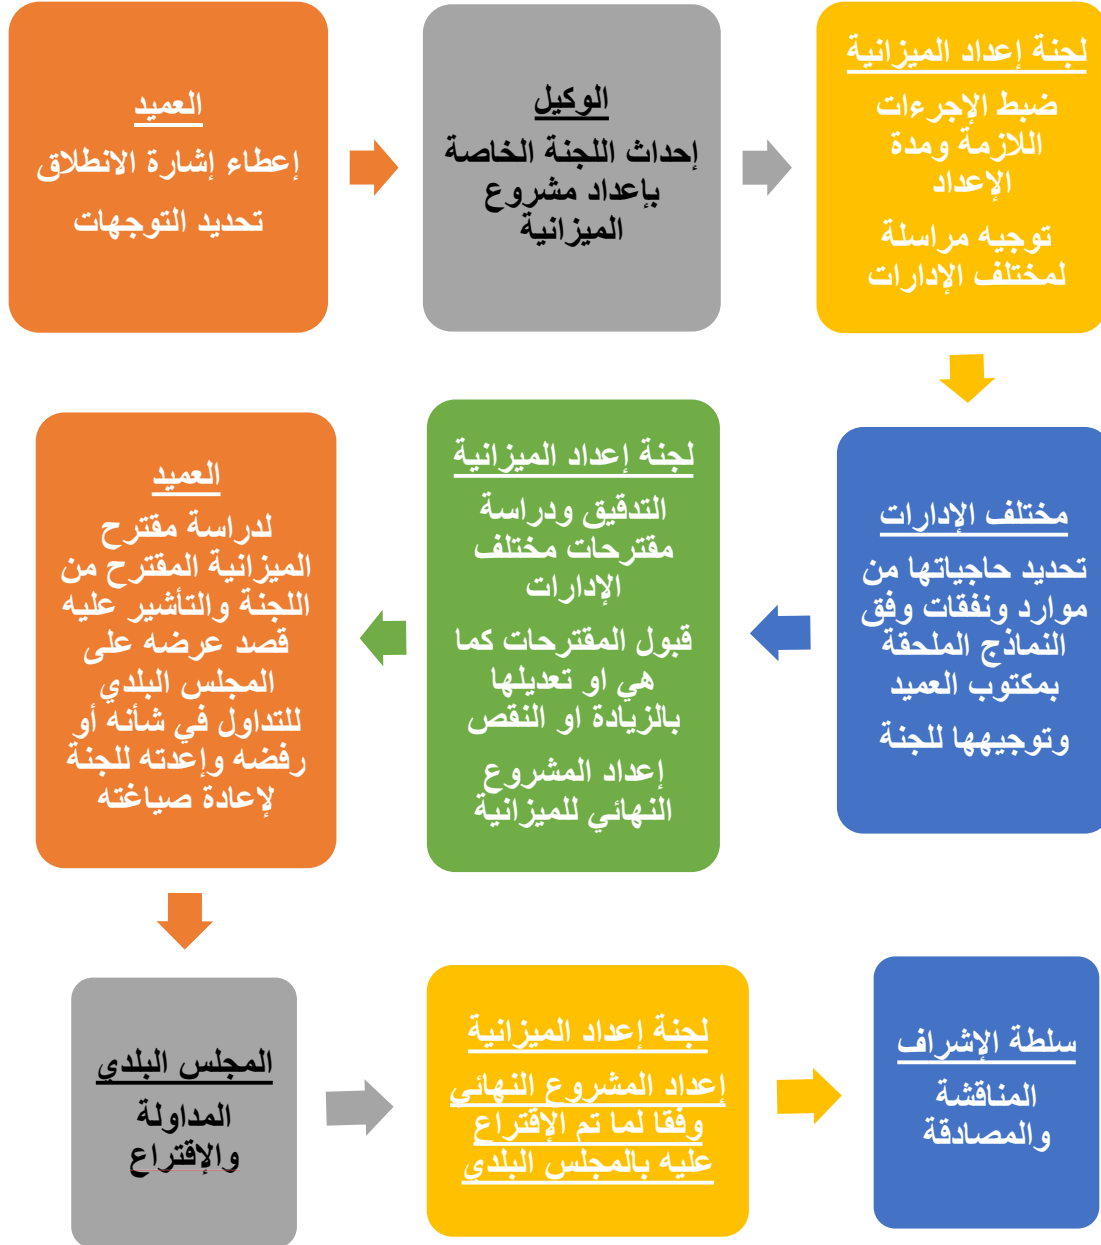 العميد
إعطاء إشارة الانطلاق
تحديد التوجهات
الوكيل
إحداث اللجنة الخاصة
بإعداد مشروع
الميزانية
لجنة إعداد الميزانية
ضبط الإجرءات
اللازمة ومدة
الإعداد
توجيه مراسلة
لمختلف الإدارات
مختلف الإدارات
تحديد حاجياتها من
موارد ونفقات وفق
النماذج الملحقة
بمكتوب العميد
وتوجيهها للجنة
لجنة إعداد الميزانية
التدقيق ودراسة
مقترحات مختلف
الإدارات
قبول المقترحات كما
هي او تعديلها
بالزيادة او النقص
إعداد المشروع
النهائي للميزانية
العميد
لدراسة مقترح
الميزانية المقترح من
اللجنة والتأشير عليه
قصد عرضه على
المجلس البلدي
للتداول في شأنه أو
رفضه وإعدته للجنة
لإعادة صياغته
المجلس البلدي
المداولة
والإقتراع
لجنة إعداد الميزانية
إعداد المشروع النهائي
وفقا لما تم الإقتراع
عليه بالمجلس البلدي
سلطة الإشراف
المناقشة
والمصادقة